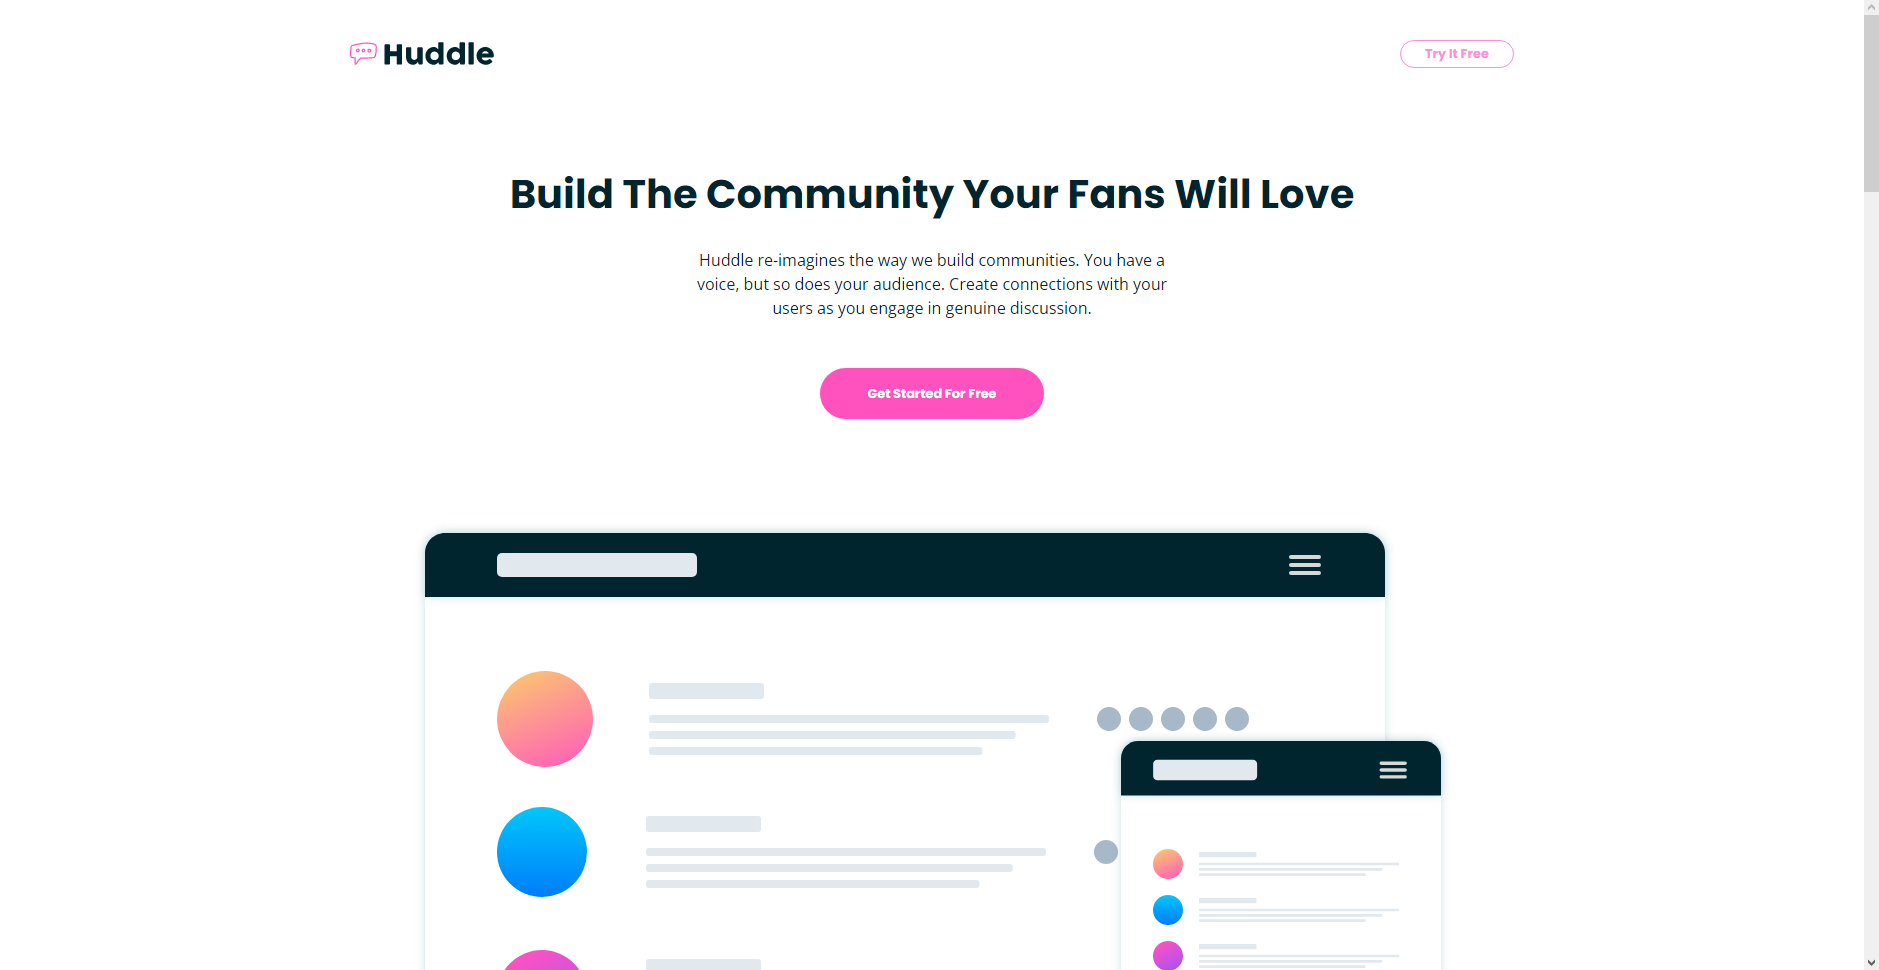 Huddle
Try It Free
Build The Community Your Fans Will Love
Huddle re-imagines the way we build communities. You have a
voice, but so does your audience. Create connections with your
users as you engage in genuine discussion.
Get Started For Free